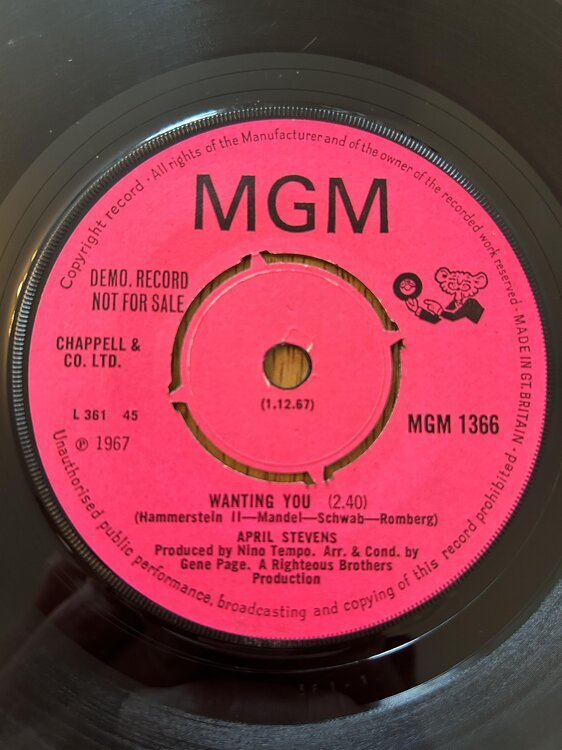 Copyright record · All rights of the Manufacturer and of the owner of the recorded work reserved · MADE IN GT. BRITAIN ·
MGM
DEMO. RECORD
NOT FOR SALE
CHAPPELL &
CO. LTD.
L 361 45
℗ 1967
(1.12.67)
MGM 1366
WANTING YOU (2.40)
(Hammerstein II—Mandel—Schwab—Romberg)
APRIL STEVENS
Produced by Nino Tempo. Arr. & Cond. by
Gene Page. A Righteous Brothers
Production
Unauthorised public performance, broadcasting and copying of this record prohibited ·